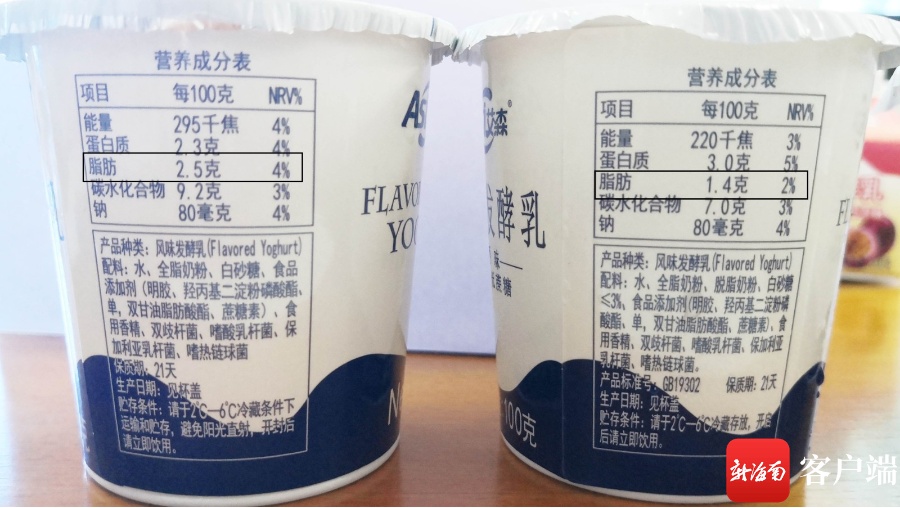 营养成分表
项目 每100克 NRV%
能量 295千焦 4%
蛋白质 2.3克 4%
脂肪 2.5克 4%
碳水化合物 9.2克 3%
钠 80毫克 4%
产品种类: 风味发酵乳(Flavored Yoghurt)
配料: 水、全脂奶粉、白砂糖、食品
添加剂 (明胶、羟丙基二淀粉磷酸酯、
单，双甘油脂肪酸酯、蔗糖素)、食
用香精、双歧杆菌、嗜酸乳杆菌、保
加利亚乳杆菌、嗜热链球菌
保质期: 21天
生产日期: 见杯盖
贮存条件: 请于2℃—6℃冷藏条件下
运输和贮存，避免阳光直射，开封后
请立即饮用。
FLAVO
YO
发酵乳
蔗糖
100克
营养成分表
项目 每100克 NRV%
能量 220千焦 3%
蛋白质 3.0克 5%
脂肪 1.4克 2%
碳水化合物 7.0克 3%
钠 80毫克 4%
产品种类: 风味发酵乳(Flavored Yoghurt)
配料: 水、全脂奶粉、脱脂奶粉、白砂糖
≤3%、食品添加剂(明胶、羟丙基二淀粉磷
酸酯、单，双甘油脂肪酸酯、蔗糖素)、食
用香精、双歧杆菌、嗜酸乳杆菌、保加利亚
乳杆菌、嗜热链球菌。
产品标准号: GB19302 保质期: 21天
生产日期: 见杯盖
贮存条件: 请于2℃—6℃冷藏存放，开启
后请立即饮用。
新海南 客户端